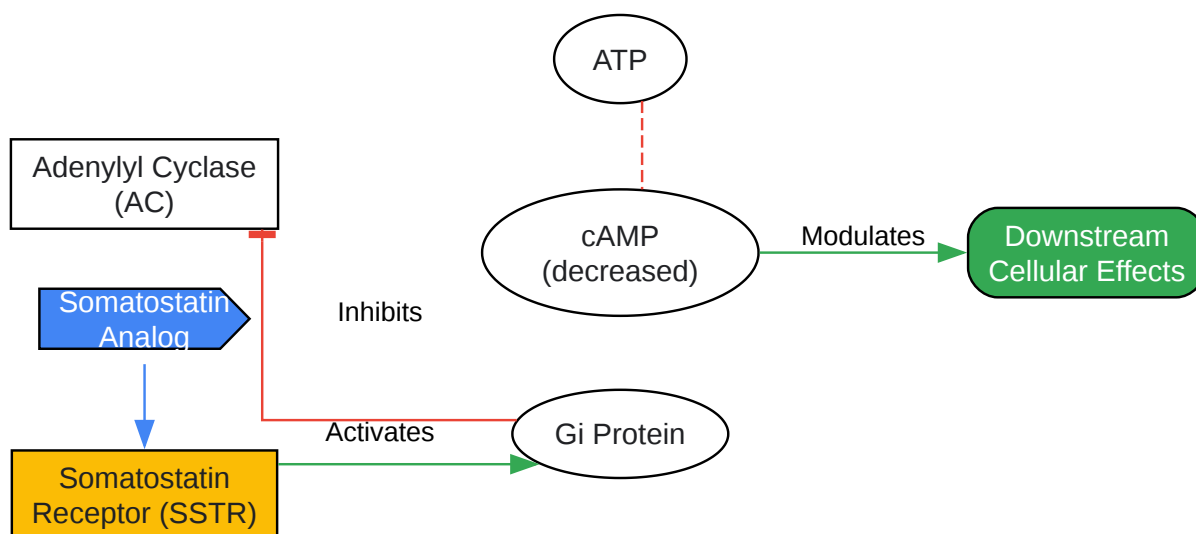 ATP
Adenylyl Cyclase
(AC)
cAMP
(decreased)
Modulates
Downstream
Cellular Effects
Somatostatin
Analog
Inhibits
Activates
Gi Protein
Somatostatin
Receptor (SSTR)